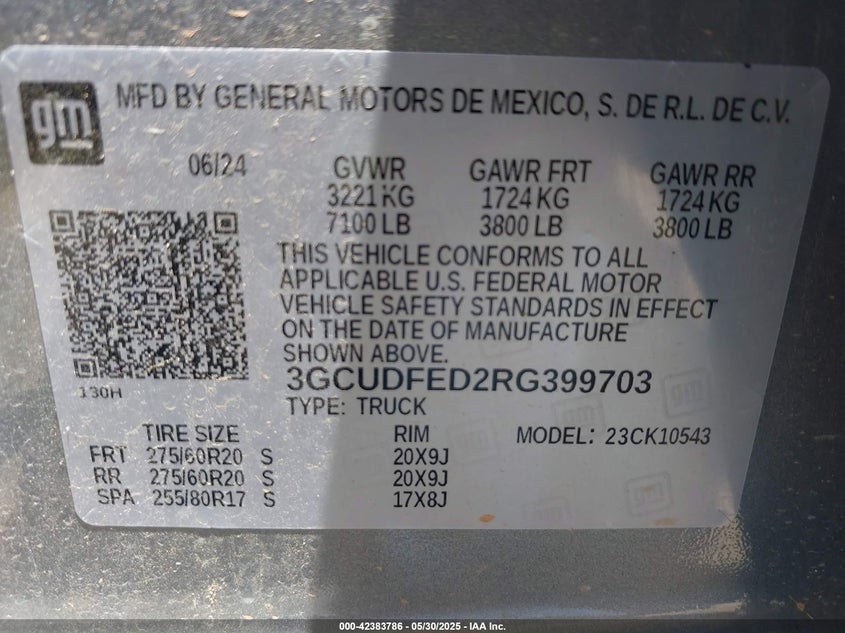 gm
MFD BY GENERAL MOTORS DE MEXICO, S. DE R.L. DE C.V.
06/24 GVWR GAWR FRT GAWR RR
3221 KG 1724 KG 1724 KG
7100 LB 3800 LB 3800 LB
THIS VEHICLE CONFORMS TO ALL
APPLICABLE U.S. FEDERAL MOTOR
VEHICLE SAFETY STANDARDS IN EFFECT
ON THE DATE OF MANUFACTURE
SHOWN ABOVE.
3GCUDFED2RG399703
130H
TYPE: TRUCK
TIRE SIZE RIM MODEL: 23CK10543
FRT 275/60R20 S 20X9J
RR 275/60R20 S 20X9J
SPA 255/80R17 S 17X8J
000-42383786 - 05/30/2025 - IAA Inc.